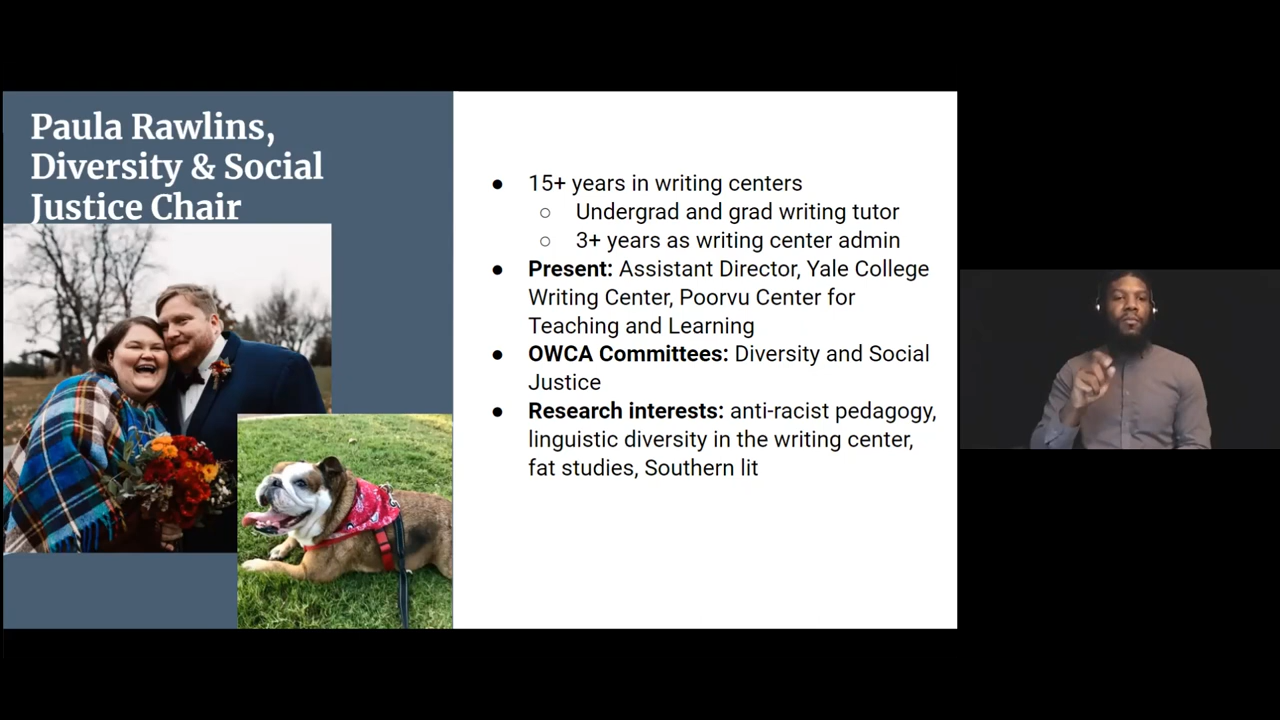 Paula Rawlins,
Diversity & Social
Justice Chair
● 15+ years in writing centers
○ Undergrad and grad writing tutor
○ 3+ years as writing center admin
● Present: Assistant Director, Yale College
Writing Center, Poorvu Center for
Teaching and Learning
● OWCA Committees: Diversity and Social
Justice
● Research interests: anti-racist pedagogy,
linguistic diversity in the writing center,
fat studies, Southern lit